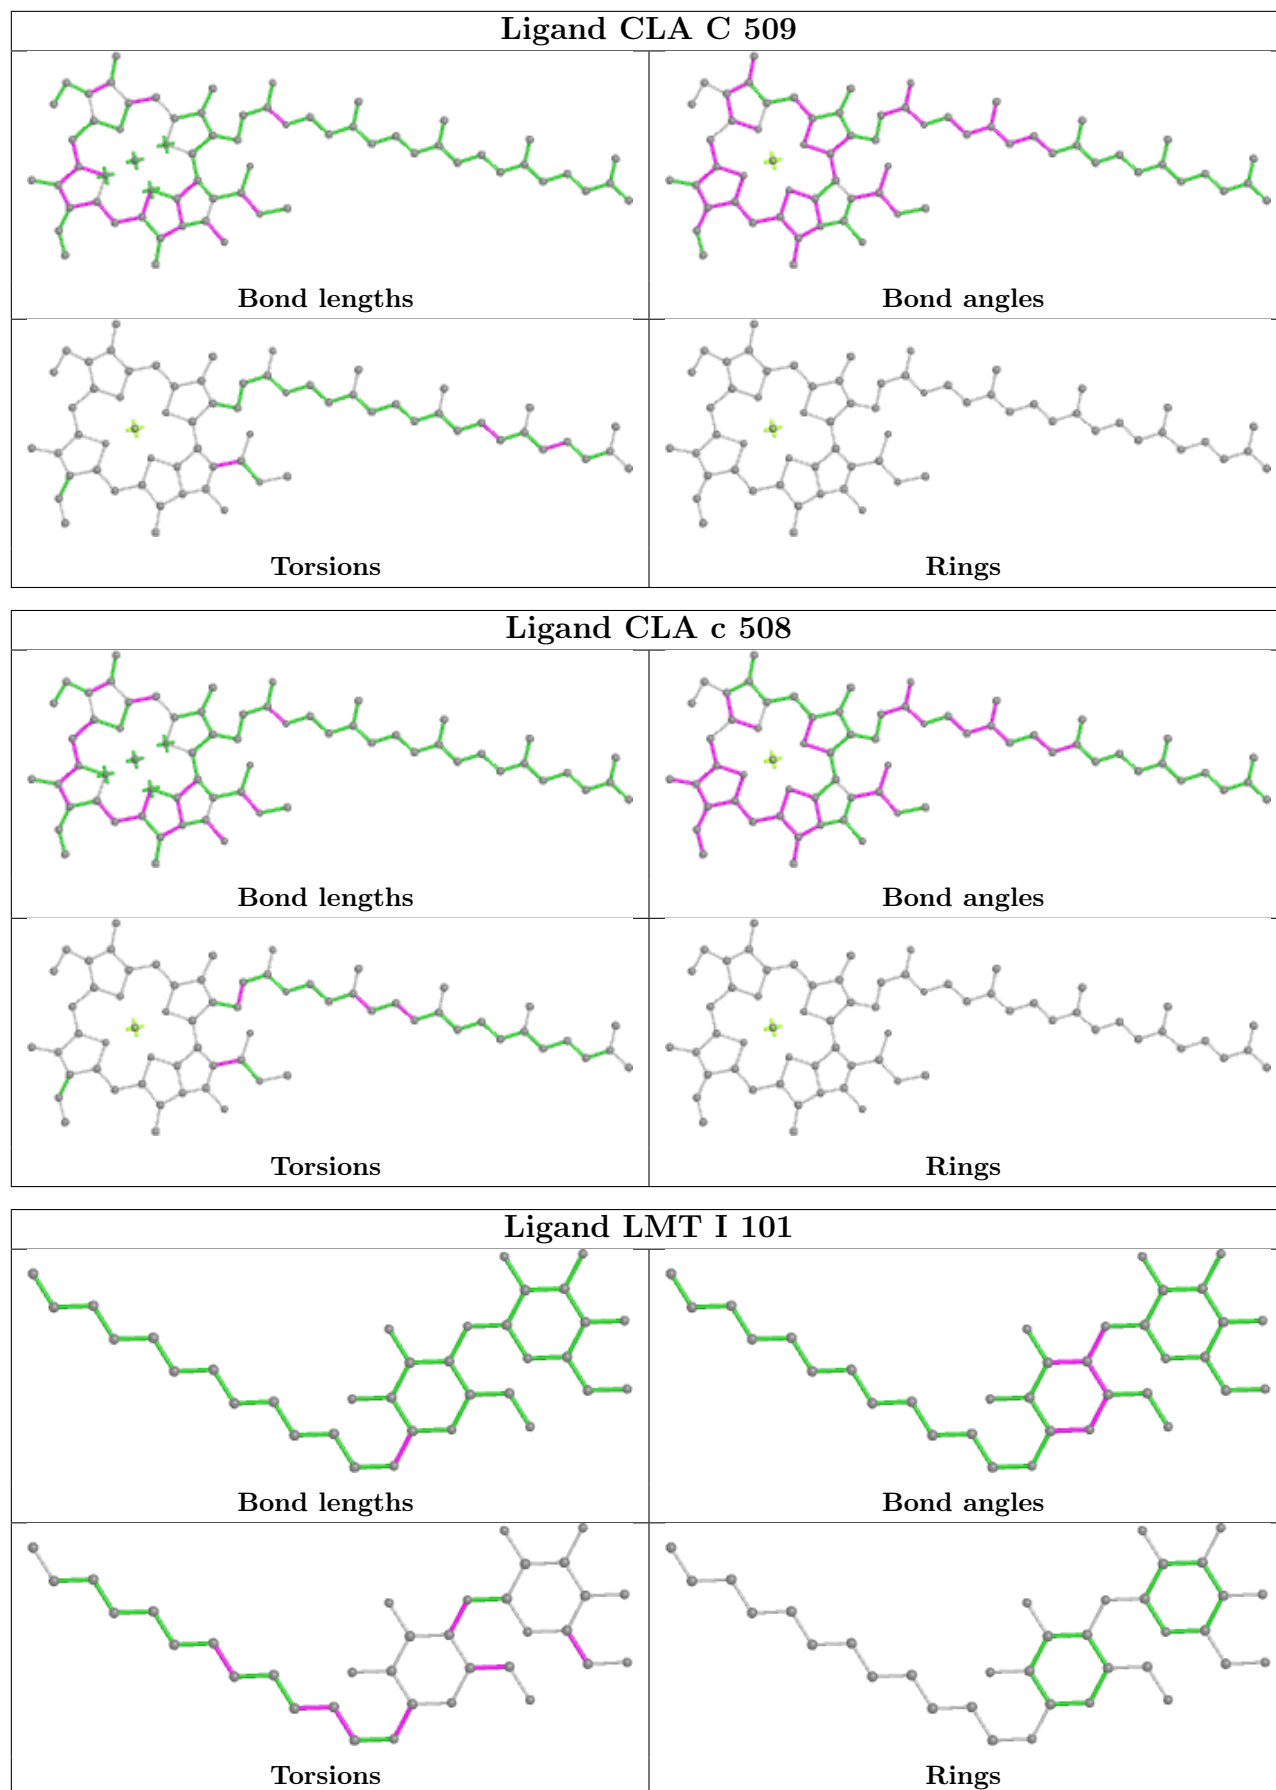 Ligand CLA C 509
Bond lengths
Bond angles
Torsions
Rings
Ligand CLA c 508
Bond lengths
Bond angles
Torsions
Rings
Ligand LMT I 101
Bond lengths
Bond angles
Torsions
Rings